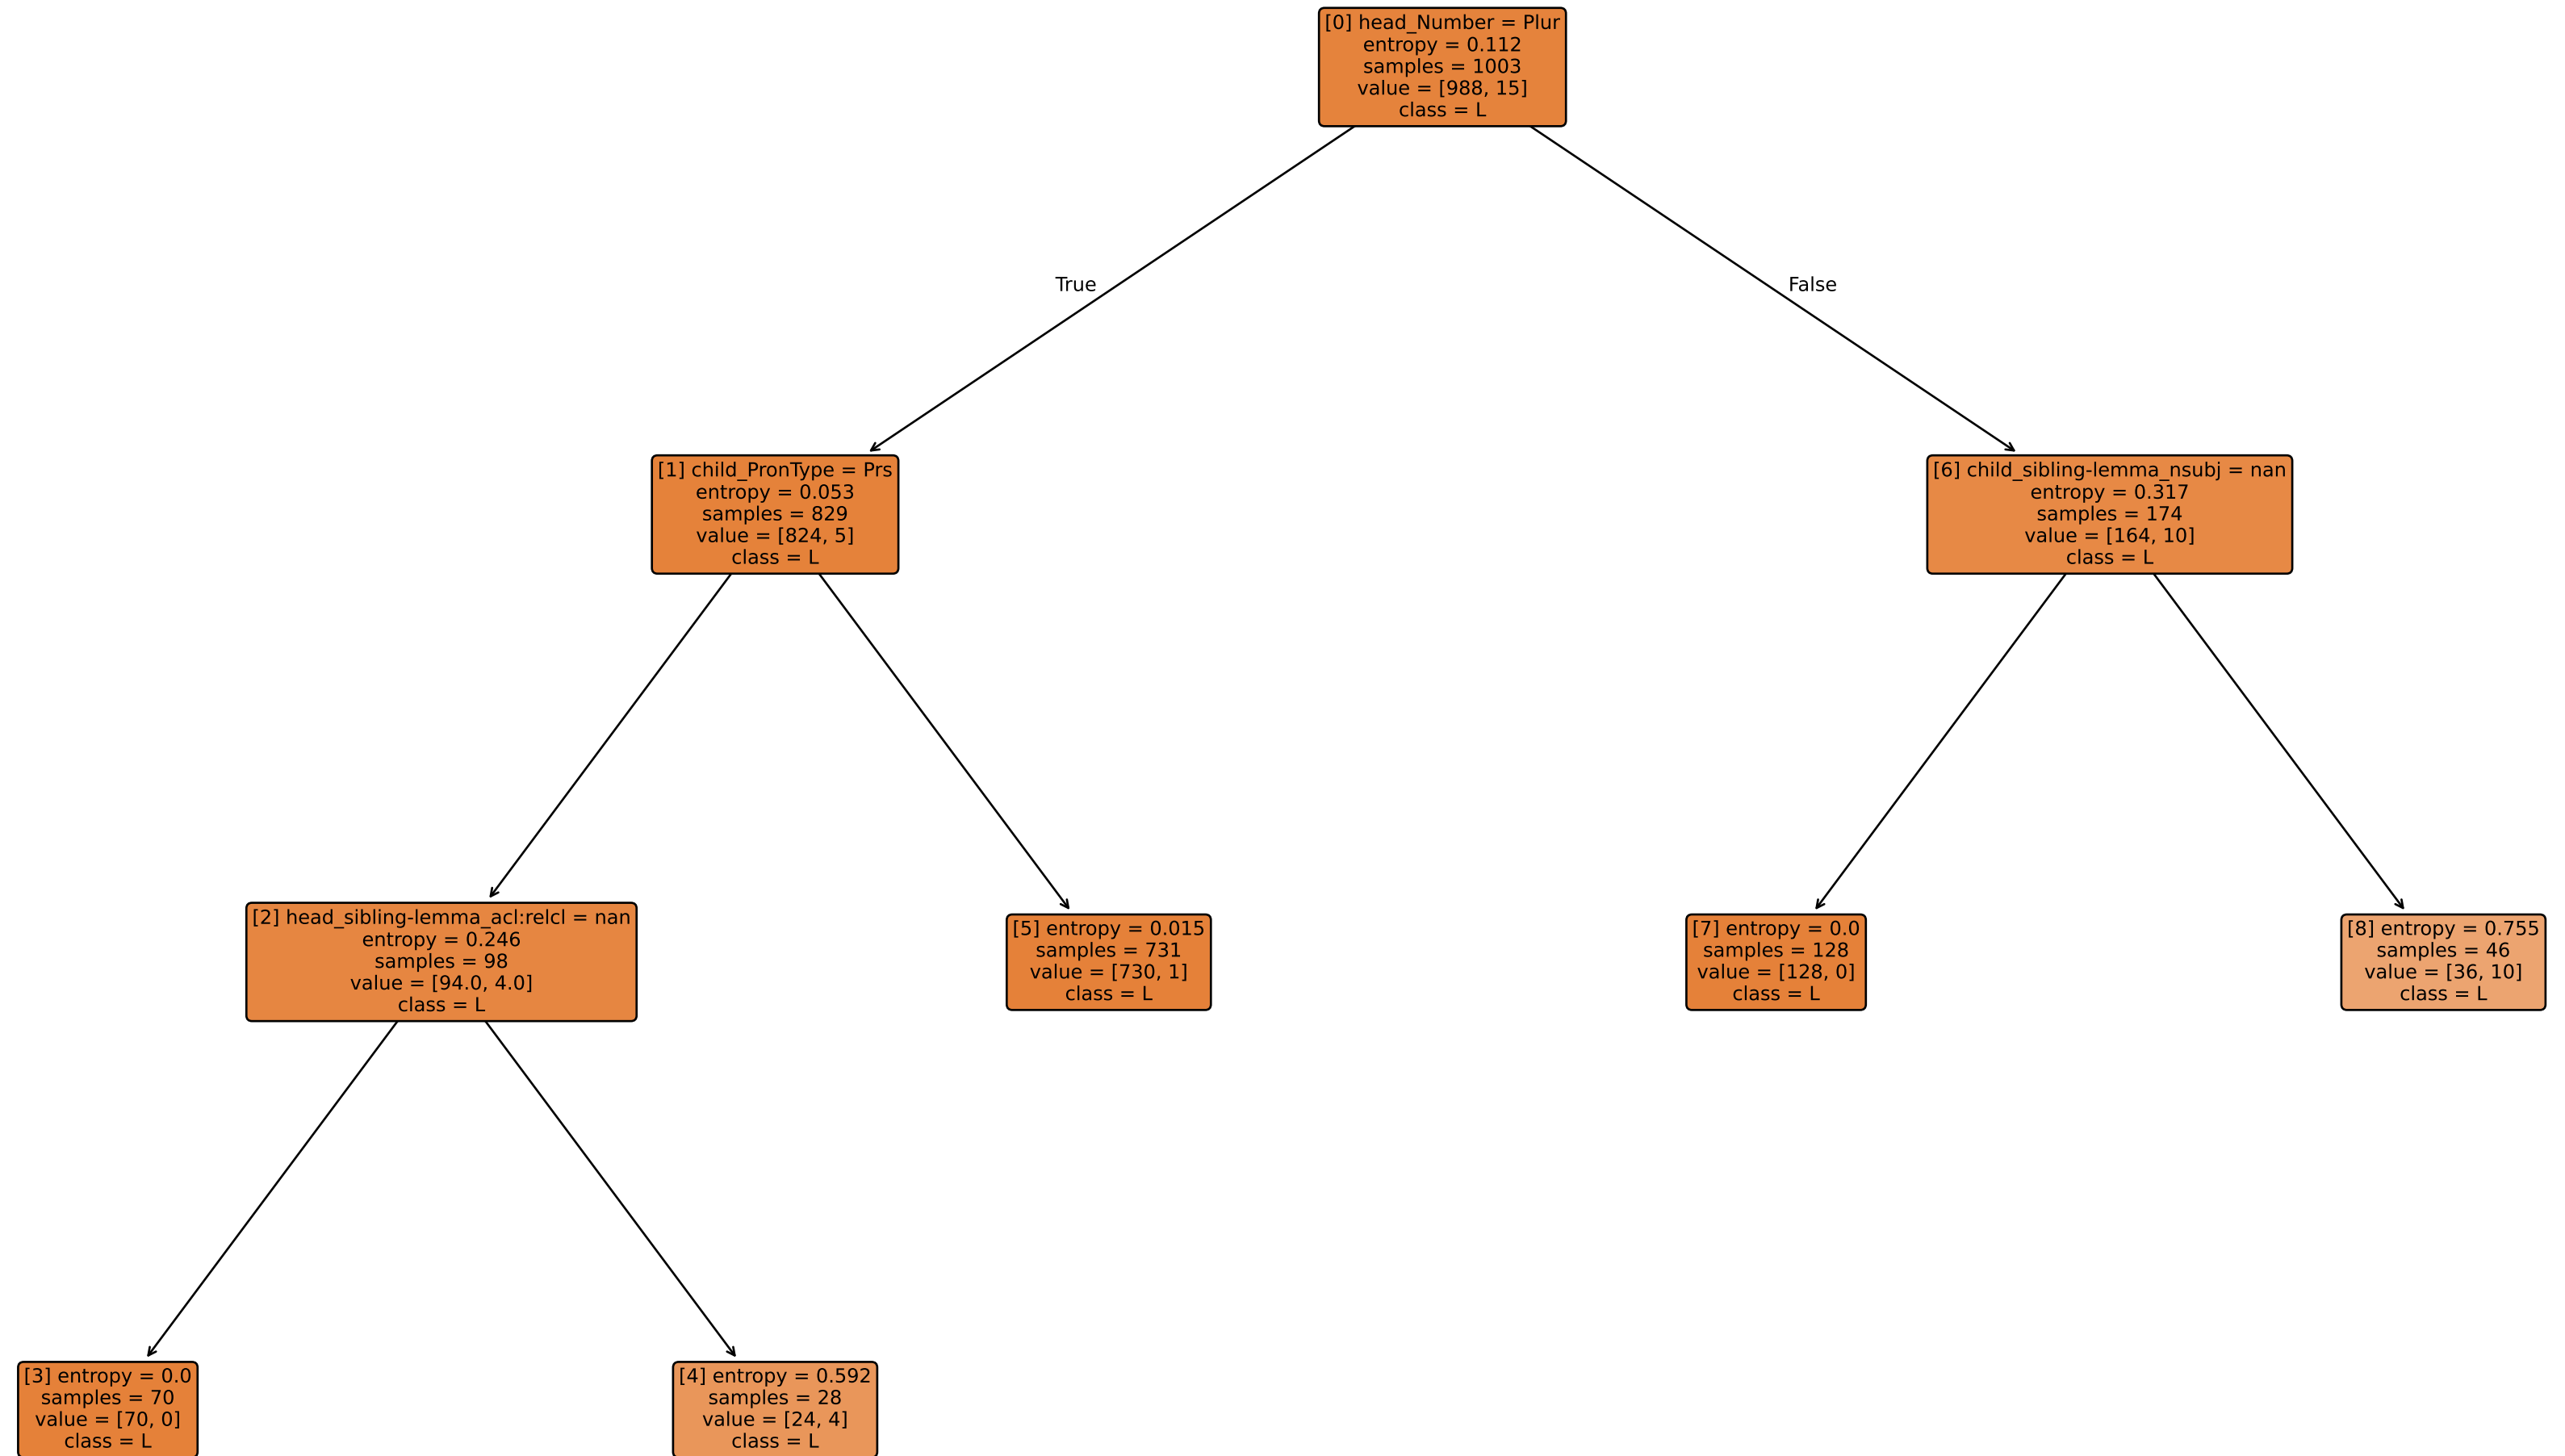 [0] head_Number = Plur
entropy = 0.112
samples = 1003
value = [988, 15]
class = L
True
False
[1] child_PronType = Prs
entropy = 0.053
samples = 829
value = [824, 5]
class = L
[6] child_sibling-lemma_nsubj = nan
entropy = 0.317
samples = 174
value = [164, 10]
class = L
[2] head_sibling-lemma_acl:relcl = nan
entropy = 0.246
samples = 98
value = [94.0, 4.0]
class = L
[5] entropy = 0.015
samples = 731
value = [730, 1]
class = L
[7] entropy = 0.0
samples = 128
value = [128, 0]
class = L
[8] entropy = 0.755
samples = 46
value = [36, 10]
class = L
[3] entropy = 0.0
samples = 70
value = [70, 0]
class = L
[4] entropy = 0.592
samples = 28
value = [24, 4]
class = L